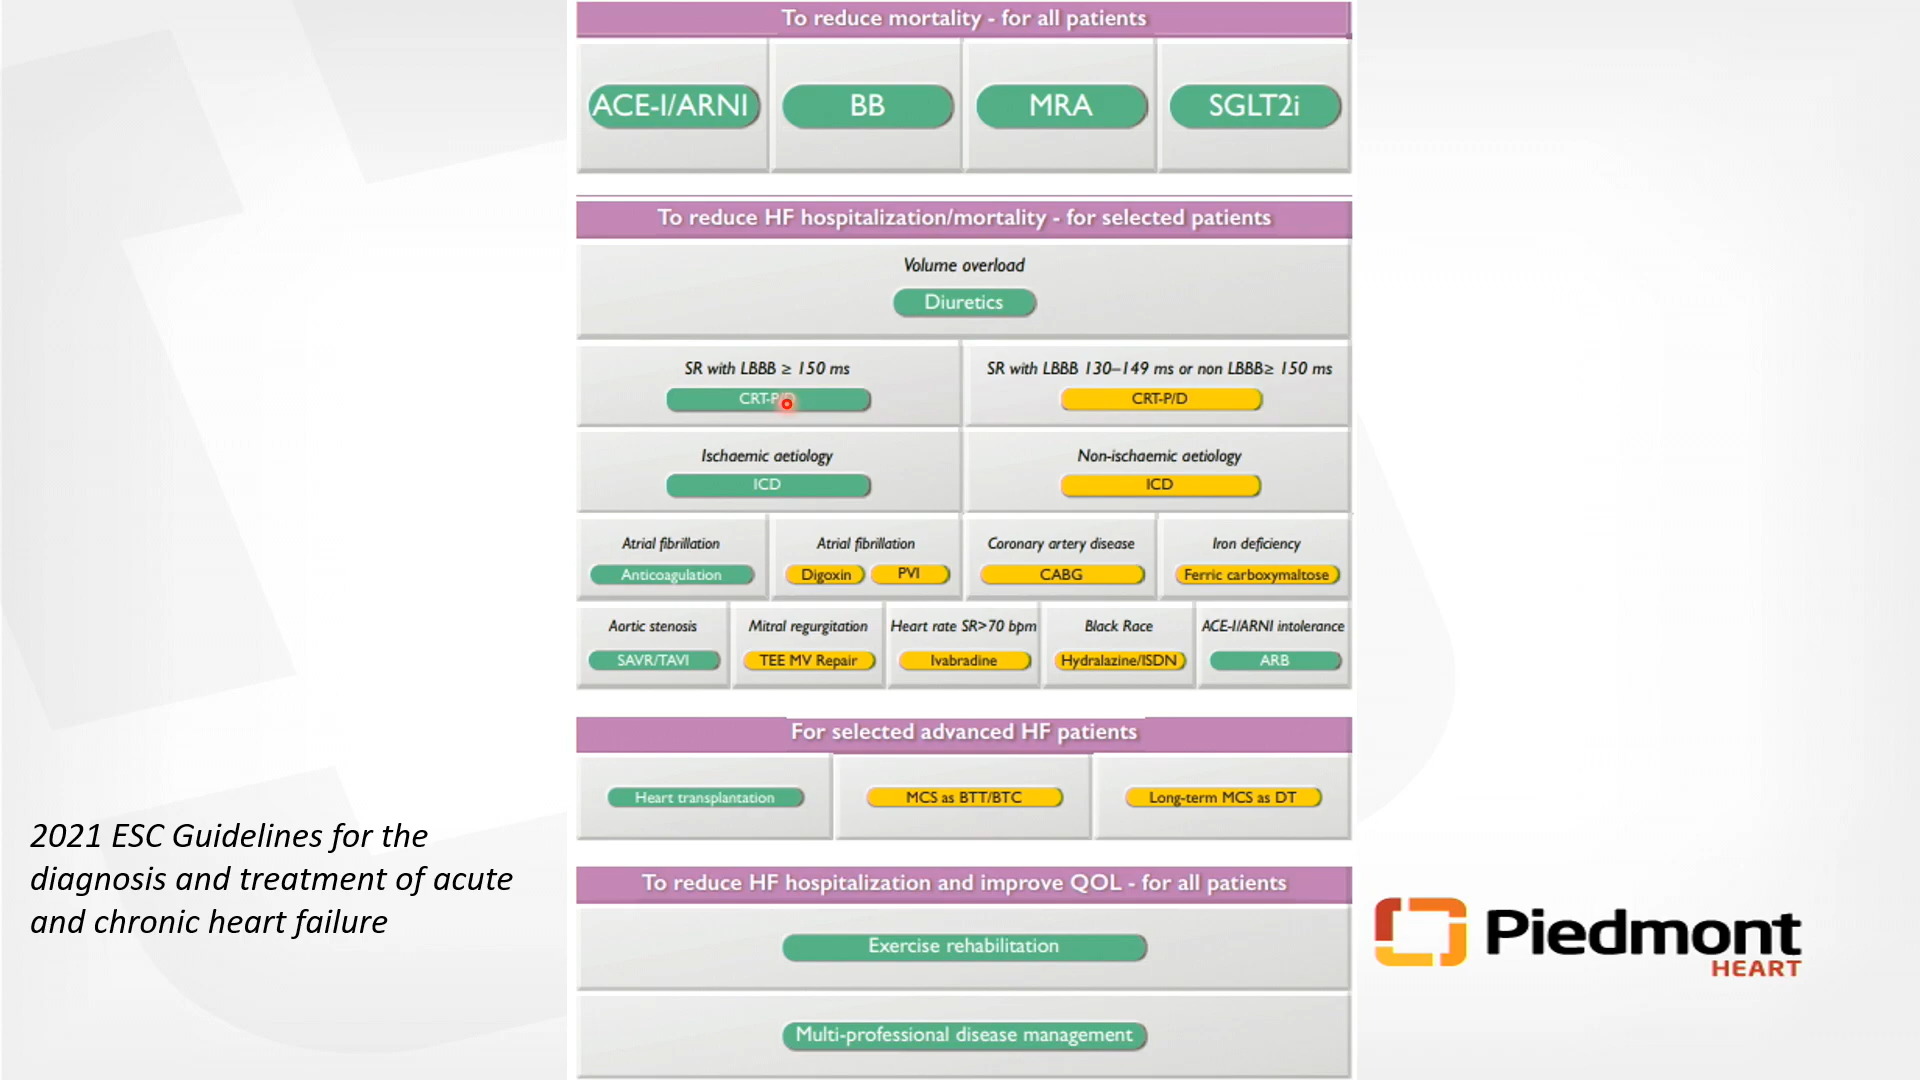 To reduce mortality - for all patients
ACE-I/ARNI BB MRA SGLT2i
To reduce HF hospitalization/mortality - for selected patients
Volume overload
Diuretics
SR with LBBB ≥ 150 ms SR with LBBB 130–149 ms or non LBBB≥ 150 ms
CRT-P/D CRT-P/D
Ischaemic aetiology Non-ischaemic aetiology
ICD ICD
Atrial fibrillation Atrial fibrillation Coronary artery disease Iron deficiency
Anticoagulation Digoxin PVI CABG Ferric carboxymaltose
Aortic stenosis Mitral regurgitation Heart rate SR>70 bpm Black Race ACE-I/ARNI intolerance
SAVR/TAVI TEE MV Repair Ivabradine Hydralazine/ISDN ARB
For selected advanced HF patients
Heart transplantation MCS as BTT/BTC Long-term MCS as DT
To reduce HF hospitalization and improve QOL - for all patients
Exercise rehabilitation
Multi-professional disease management
2021 ESC Guidelines for the
diagnosis and treatment of acute
and chronic heart failure
Piedmont
HEART